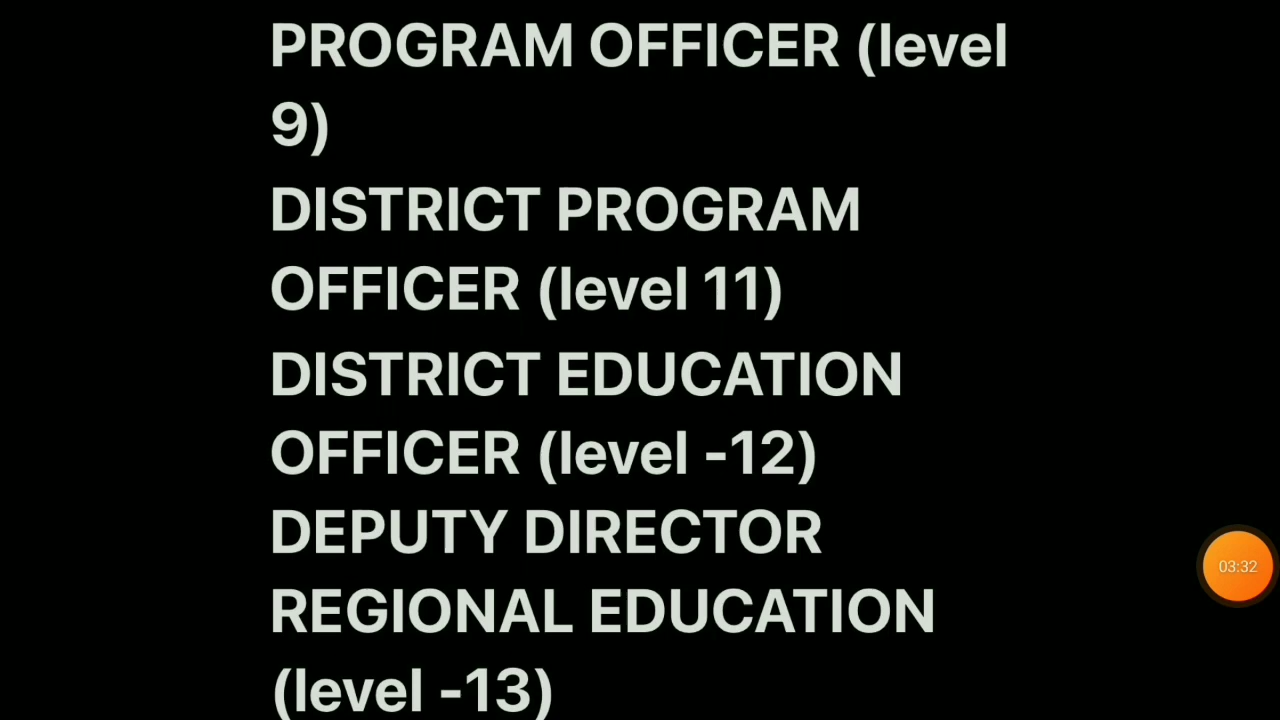 PROGRAM OFFICER (level
9)
DISTRICT PROGRAM
OFFICER (level 11)
DISTRICT EDUCATION
OFFICER (level -12)
DEPUTY DIRECTOR
REGIONAL EDUCATION
(level -13)
03:32